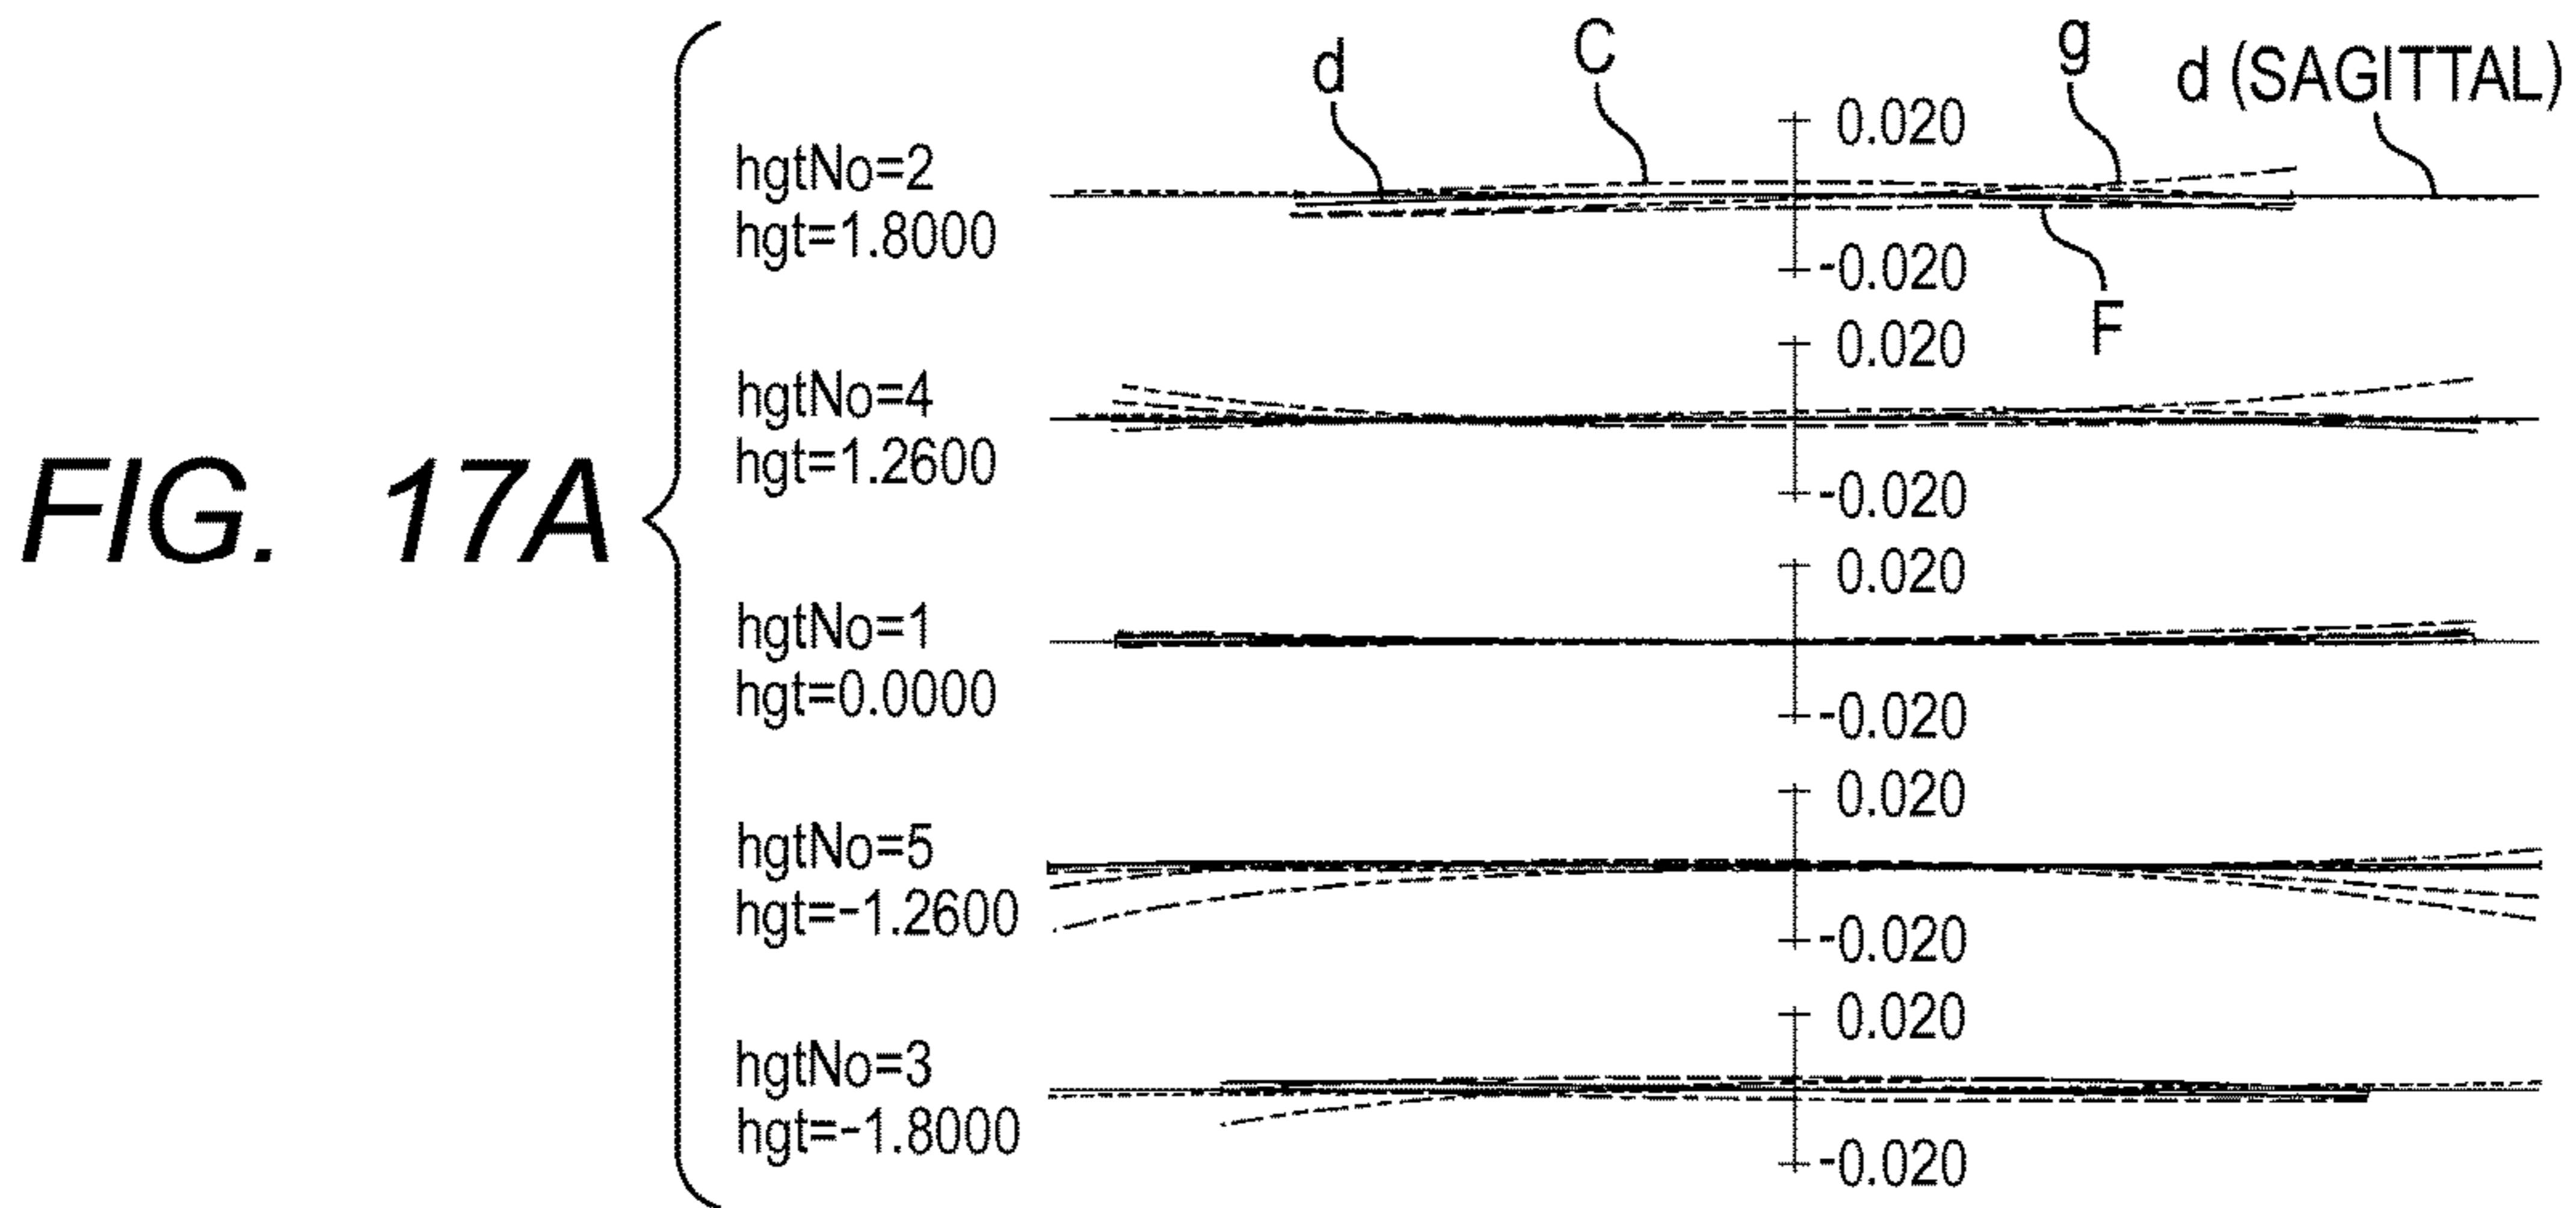 FIG. 17A
d
C
g
d (SAGITTAL)
hgtNo=2
hgt=1.8000
0.020
-0.020
F
hgtNo=4
hgt=1.2600
0.020
-0.020
hgtNo=1
hgt=0.0000
0.020
-0.020
hgtNo=5
hgt=-1.2600
0.020
-0.020
hgtNo=3
hgt=-1.8000
0.020
-0.020